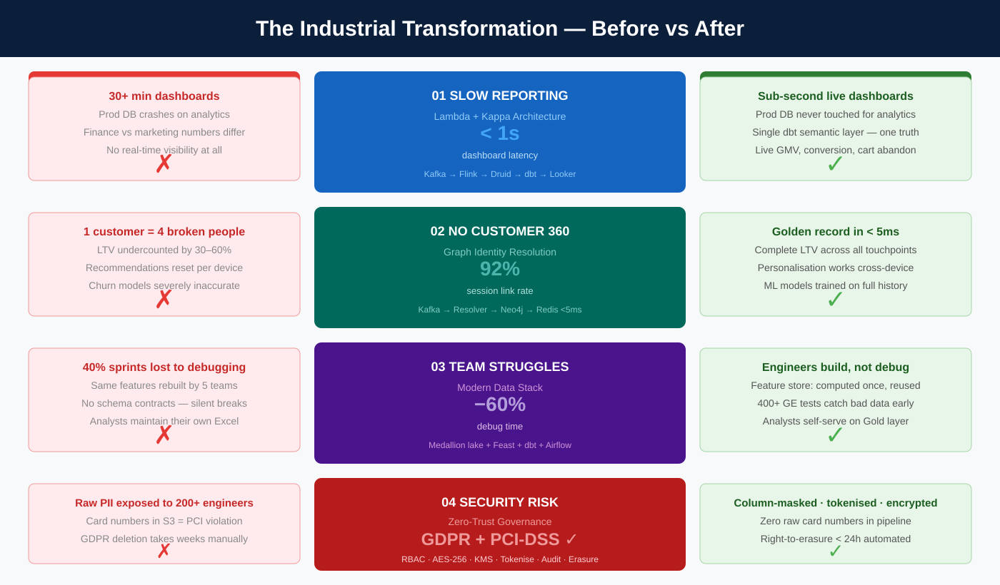 The Industrial Transformation — Before vs After
30+ min dashboards
Prod DB crashes on analytics
Finance vs marketing numbers differ
No real-time visibility at all
✗
01 SLOW REPORTING
Lambda + Kappa Architecture
< 1s
dashboard latency
Kafka → Flink → Druid → dbt → Looker
Sub-second live dashboards
Prod DB never touched for analytics
Single dbt semantic layer — one truth
Live GMV, conversion, cart abandon
✓
1 customer = 4 broken people
LTV undercounted by 30–60%
Recommendations reset per device
Churn models severely inaccurate
✗
02 NO CUSTOMER 360
Graph Identity Resolution
92%
session link rate
Kafka → Resolver → Neo4j → Redis <5ms
Golden record in < 5ms
Complete LTV across all touchpoints
Personalisation works cross-device
ML models trained on full history
✓
40% sprints lost to debugging
Same features rebuilt by 5 teams
No schema contracts — silent breaks
Analysts maintain their own Excel
✗
03 TEAM STRUGGLES
Modern Data Stack
−60%
debug time
Medallion lake + Feast + dbt + Airflow
Engineers build, not debug
Feature store: computed once, reused
400+ GE tests catch bad data early
Analysts self-serve on Gold layer
✓
Raw PII exposed to 200+ engineers
Card numbers in S3 = PCI violation
GDPR deletion takes weeks manually
✗
04 SECURITY RISK
Zero-Trust Governance
GDPR + PCI-DSS ✓
RBAC · AES-256 · KMS · Tokenise · Audit · Erasure
Column-masked · tokenised · encrypted
Zero raw card numbers in pipeline
Right-to-erasure < 24h automated
✓